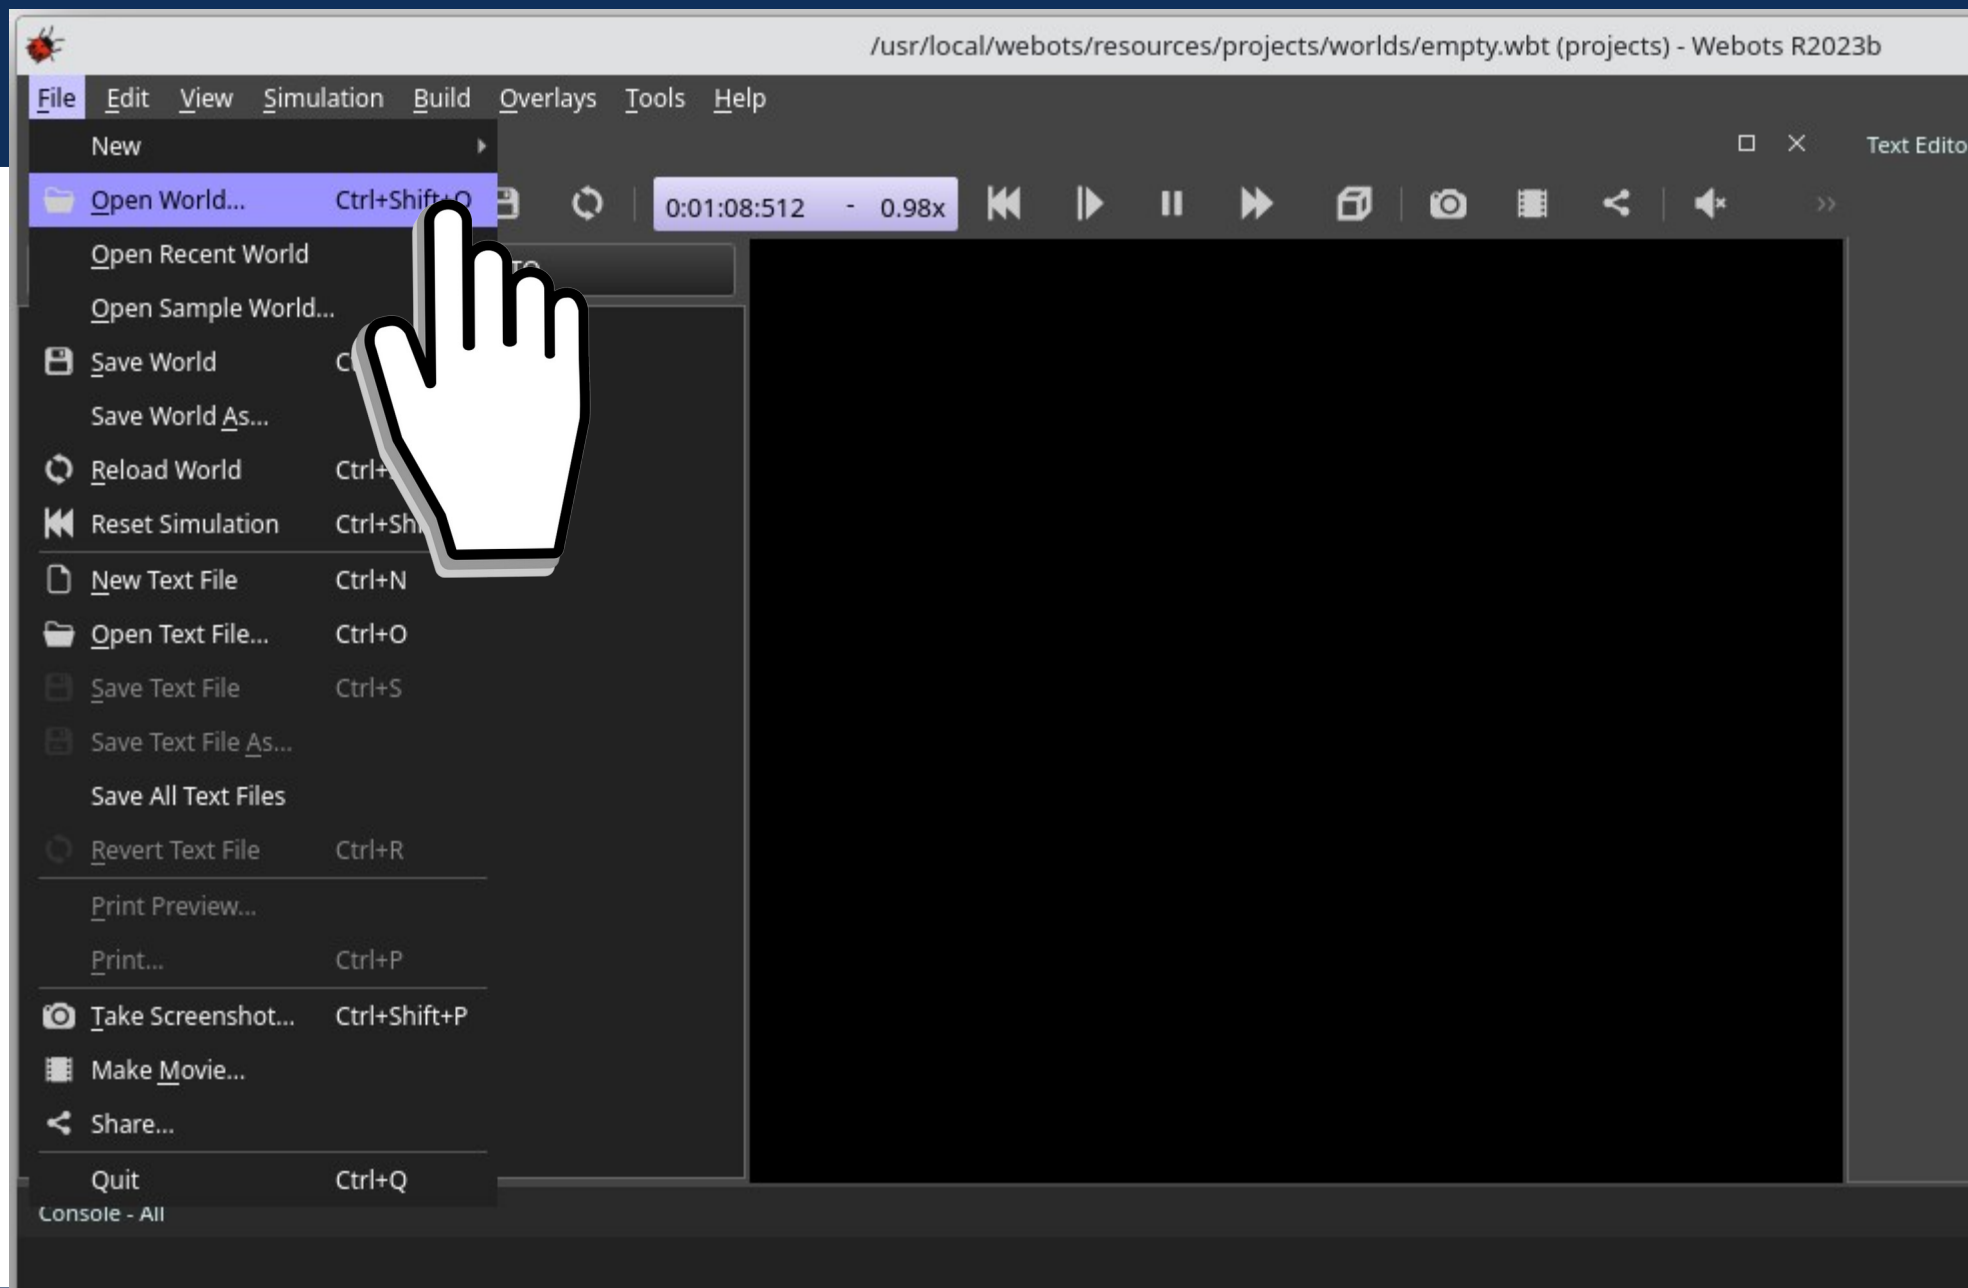 /usr/local/webots/resources/projects/worlds/empty.wbt (projects) - Webots R2023b
File Edit View Simulation Build Overlays Tools Help
New
Text Edito
Open World... Ctrl+Shift+O
0:01:08:512 - 0.98x
Open Recent World
Open Sample World...
Save World
Save World As...
Reload World
Reset Simulation
New Text File Ctrl+N
Open Text File... Ctrl+O
Save Text File Ctrl+S
Save Text File As...
Save All Text Files
Revert Text File Ctrl+R
Print Preview...
Print... Ctrl+P
Take Screenshot... Ctrl+Shift+P
Make Movie...
Share...
Quit Ctrl+Q
Console - All